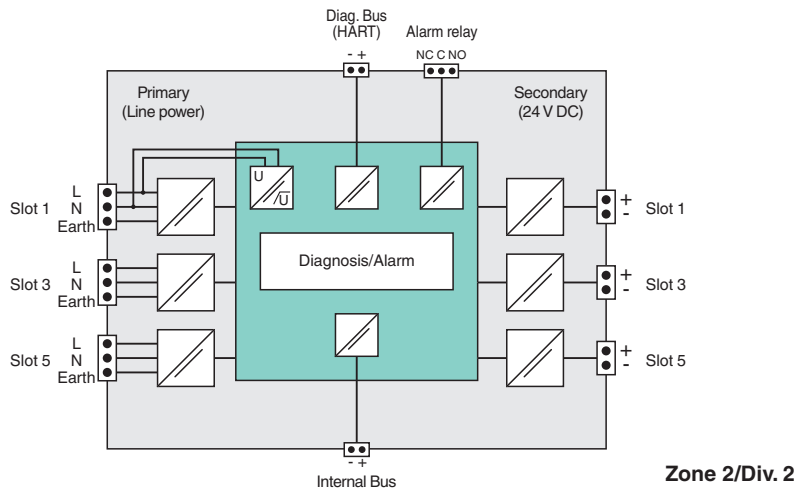 Diag. Bus
(HART)
- +
Alarm relay
NC C NO
Primary
(Line power)
Secondary
(24 V DC)
U
/U̅
L
Slot 1 N
Earth
+
- Slot 1
Diagnosis/Alarm
L
Slot 3 N
Earth
+
- Slot 3
L
Slot 5 N
Earth
+
- Slot 5
- +
Internal Bus
Zone 2/Div. 2